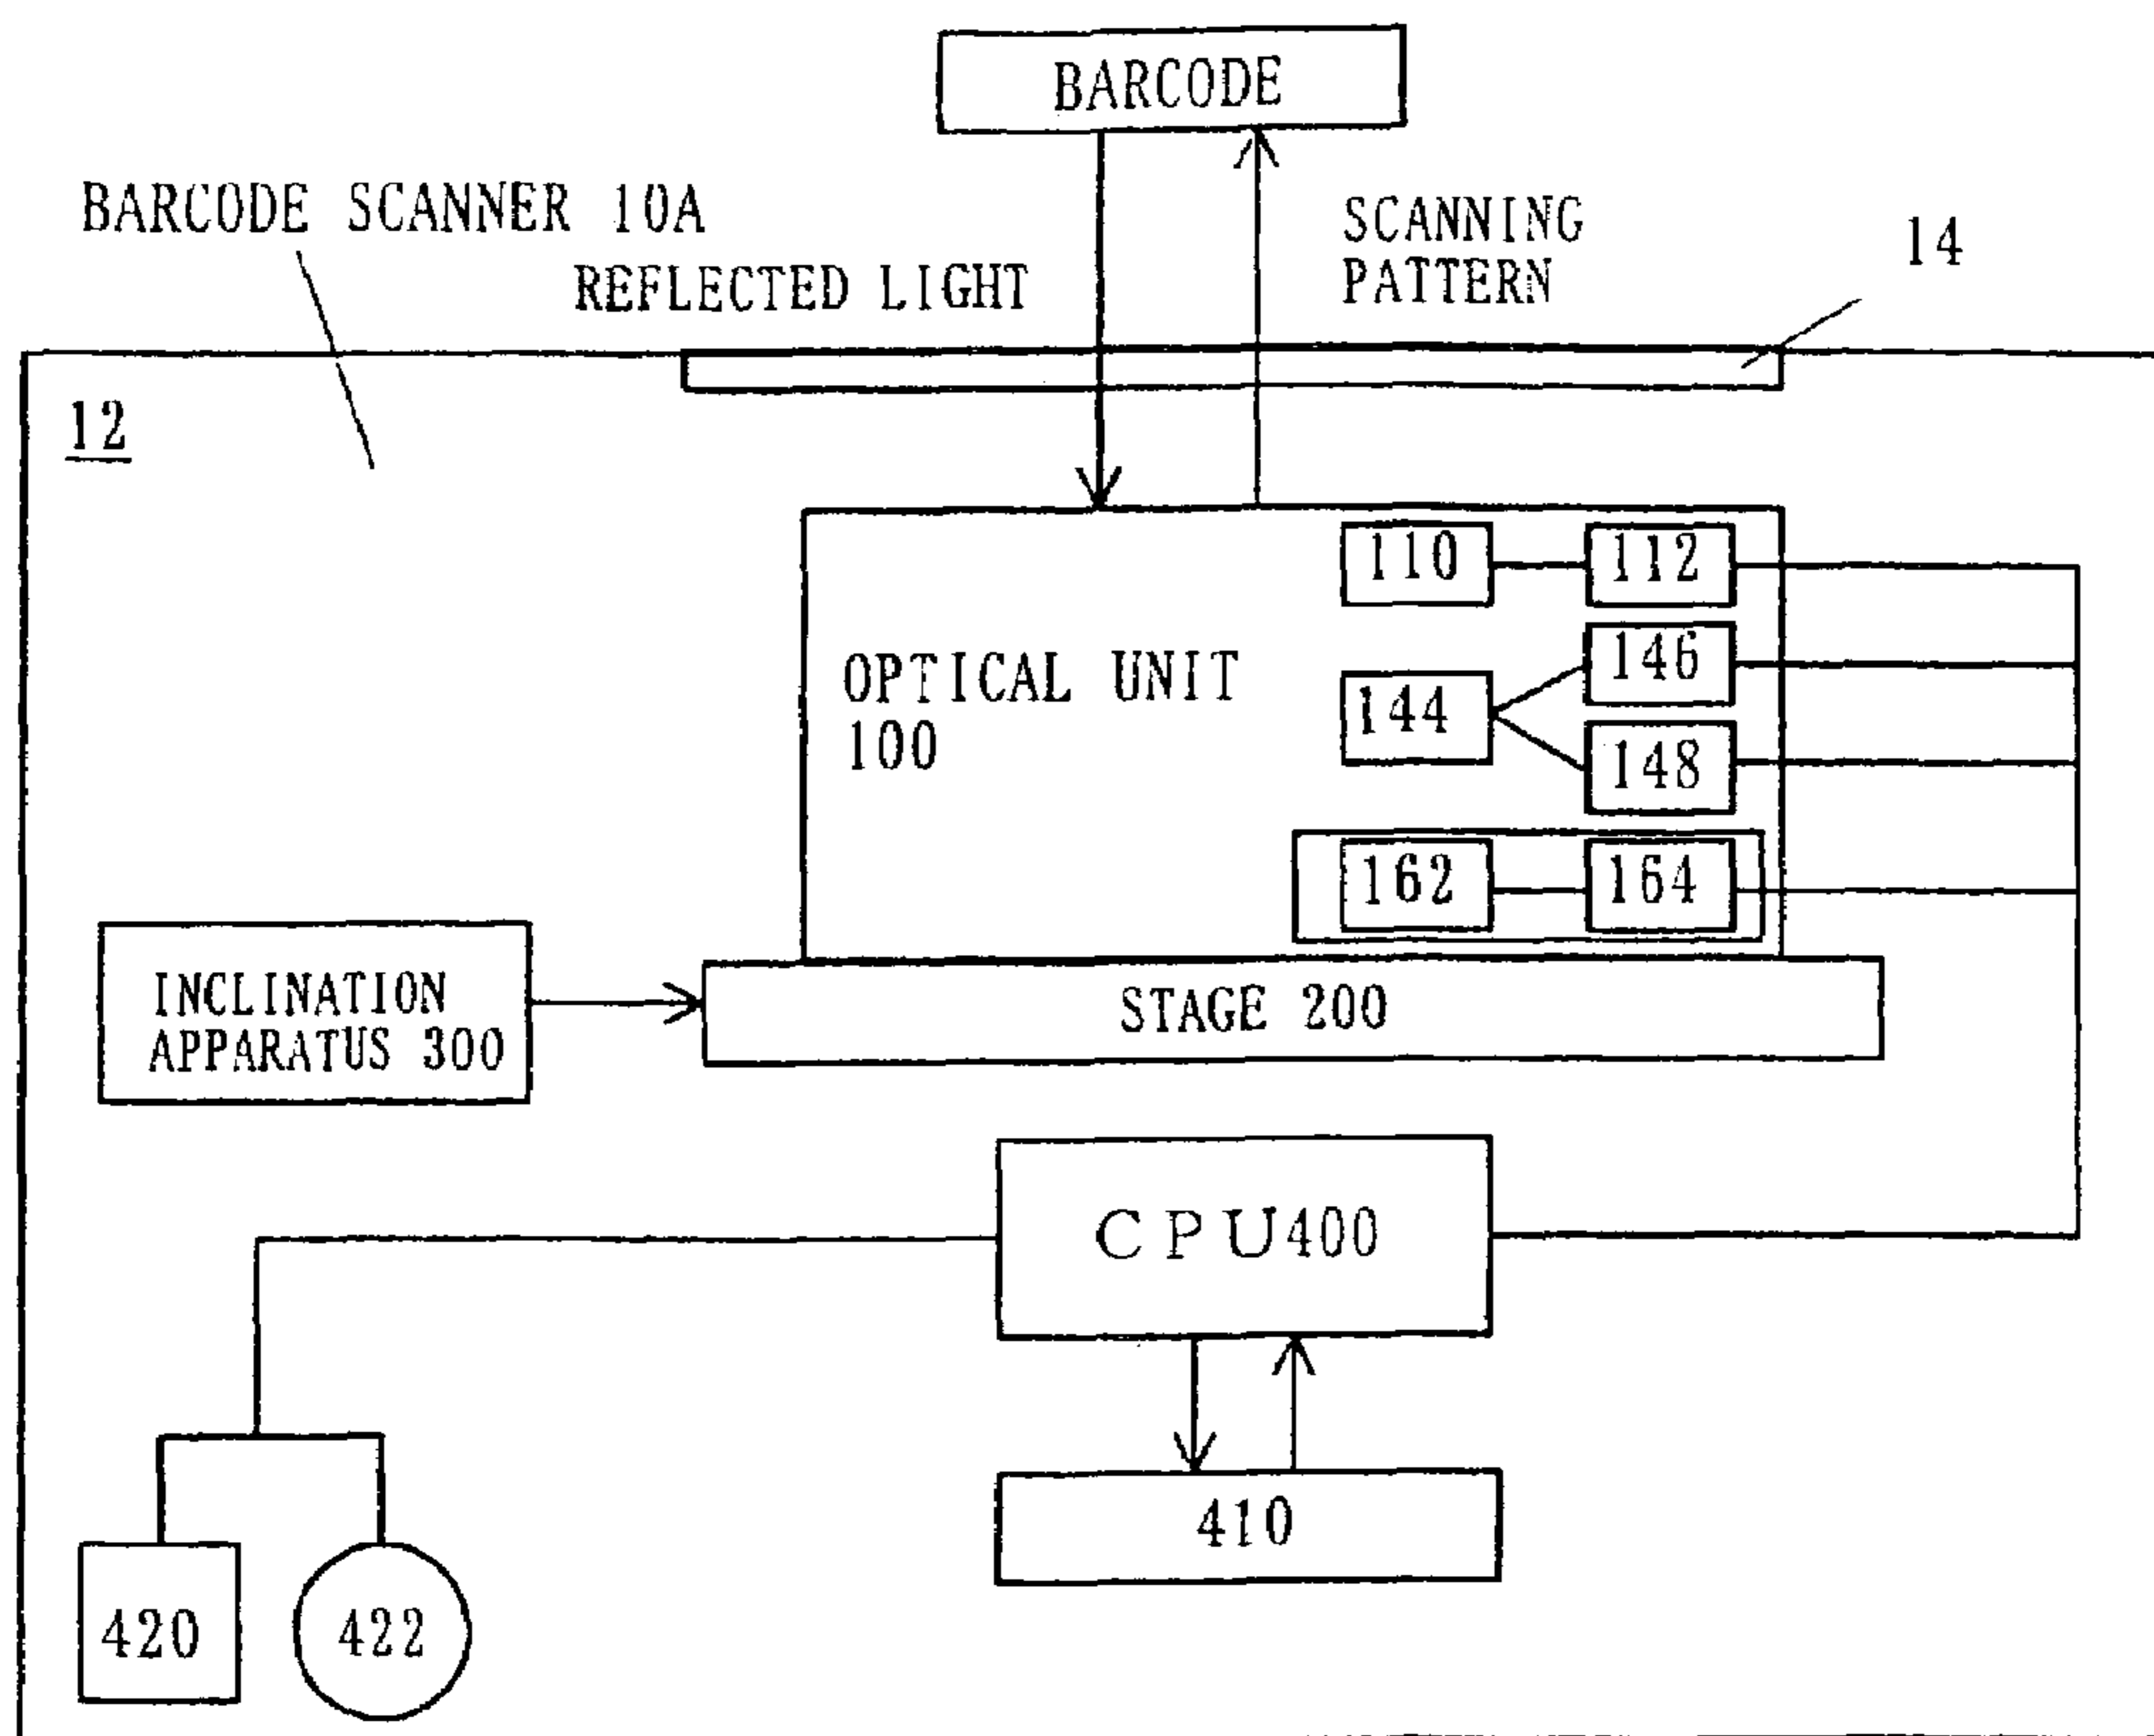 BARCODE
BARCODE SCANNER 10A
REFLECTED LIGHT
SCANNING
PATTERN
14
12
110
112
OPTICAL UNIT
100
144
146
148
162
164
INCLINATION
APPARATUS 300
STAGE 200
CPU400
410
420
422